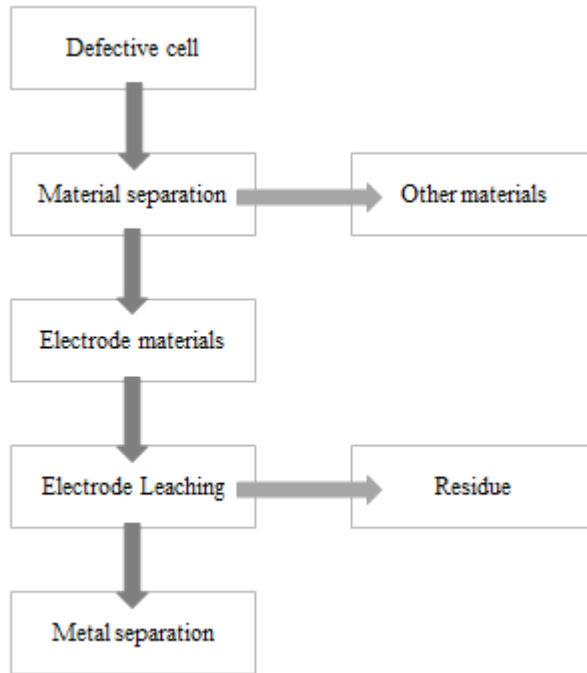 Defective cell
Material separation
Other materials
Electrode materials
Electrode Leaching
Residue
Metal separation